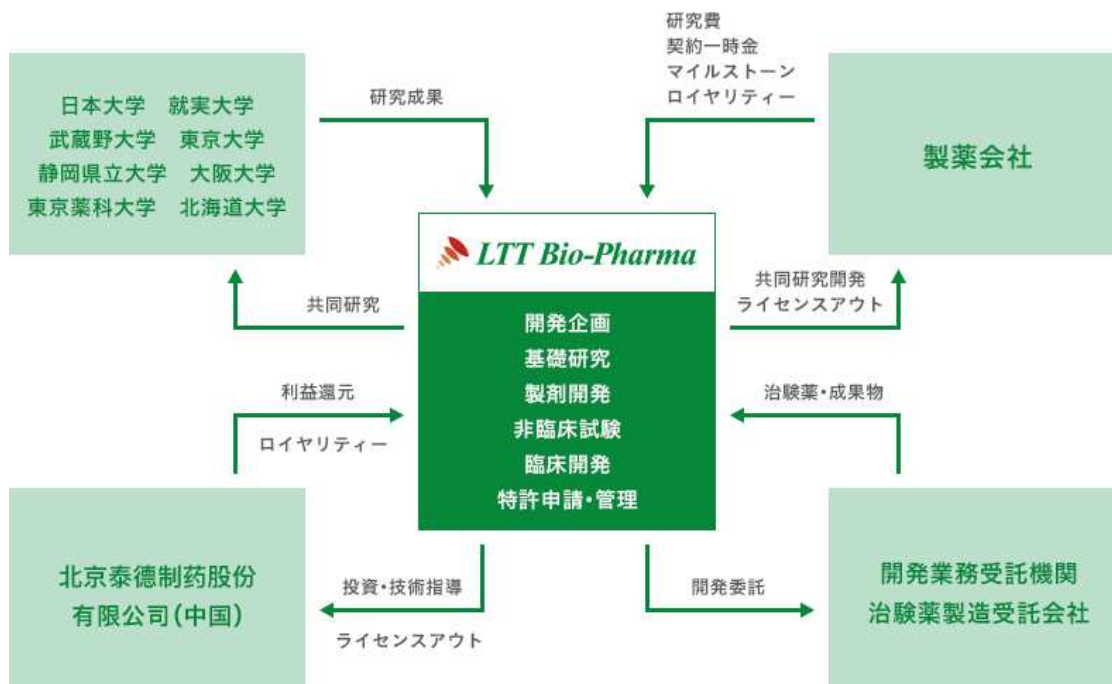 研究費
契約一時金
マイルストーン
ロイヤリティー
研究成果
日本大学 就実大学
武蔵野大学 東京大学
静岡県立大学 大阪大学
東京薬科大学 北海道大学
製薬会社
LTT Bio-Pharma
共同研究
共同研究開発
ライセンスアウト
開発企画
基礎研究
製剤開発
非臨床試験
臨床開発
特許申請・管理
利益還元
ロイヤリティー
治験薬・成果物
北京泰德制药股份
有限公司(中国)
投資・技術指導
ライセンスアウト
開発委託
開発業務受託機関
治験薬製造受託会社